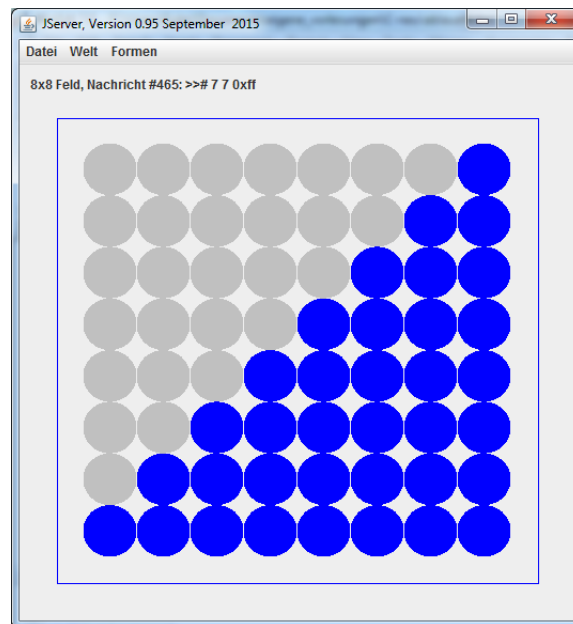 JServer, Version 0.95 September 2015
Datei Welt Formen
8x8 Feld, Nachricht #465: >># 7 7 0xff